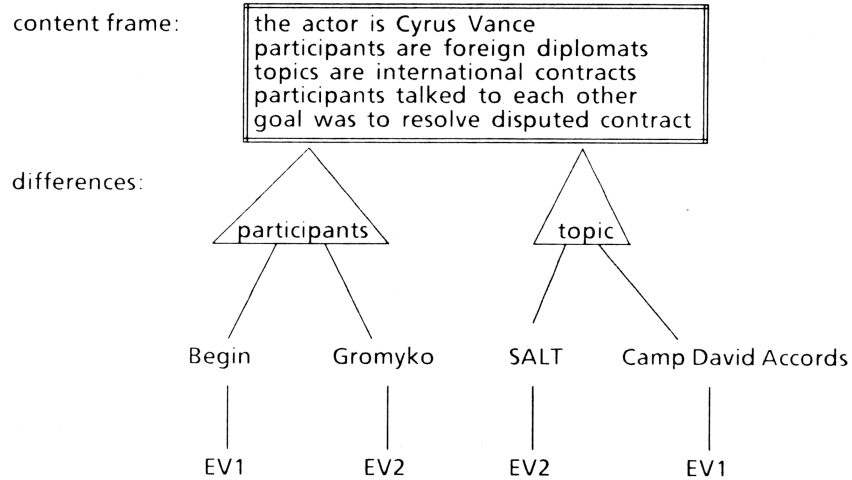 content frame:
the actor is Cyrus Vance
participants are foreign diplomats
topics are international contracts
participants talked to each other
goal was to resolve disputed contract
differences:
participants
topic
Begin
Gromyko
SALT
Camp David Accords
EV1
EV2
EV2
EV1